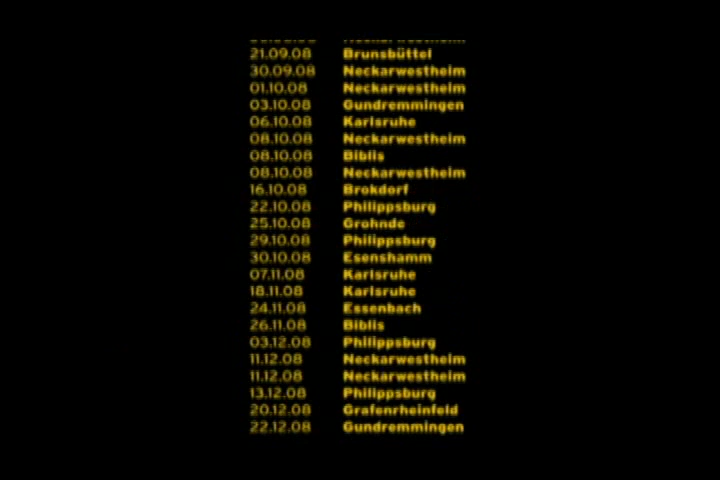 21.09.08 Brunsbüttel
30.09.08 Neckarwestheim
01.10.08 Neckarwestheim
03.10.08 Gundremmingen
06.10.08 Karlsruhe
08.10.08 Neckarwestheim
08.10.08 Biblis
08.10.08 Neckarwestheim
16.10.08 Brokdorf
22.10.08 Philippsburg
25.10.08 Grohnde
29.10.08 Philippsburg
30.10.08 Esenshamm
07.11.08 Karlsruhe
18.11.08 Karlsruhe
24.11.08 Essenbach
26.11.08 Biblis
03.12.08 Philippsburg
11.12.08 Neckarwestheim
11.12.08 Neckarwestheim
13.12.08 Philippsburg
20.12.08 Grafenrheinfeld
22.12.08 Gundremmingen